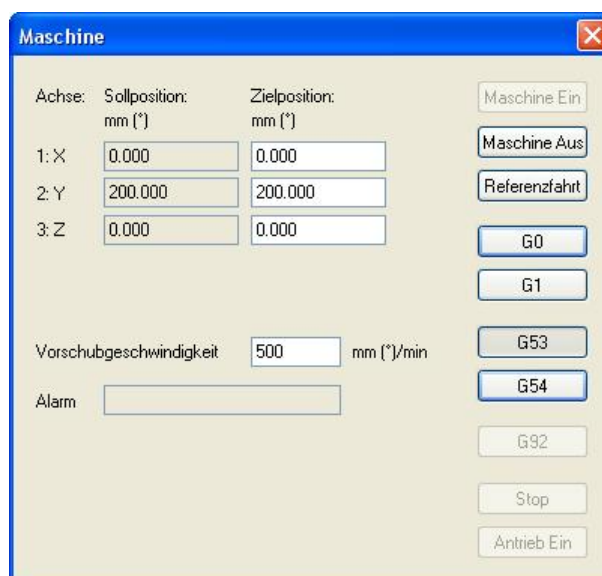 Maschine
Achse: Sollposition: Zielposition:
mm (°) mm (°)
1: X 0.000 0.000
2: Y 200.000 200.000
3: Z 0.000 0.000
Vorschubgeschwindigkeit 500 mm (°)/min
Alarm
Maschine Ein
Maschine Aus
Referenzfahrt
G0
G1
G53
G54
G92
Stop
Antrieb Ein